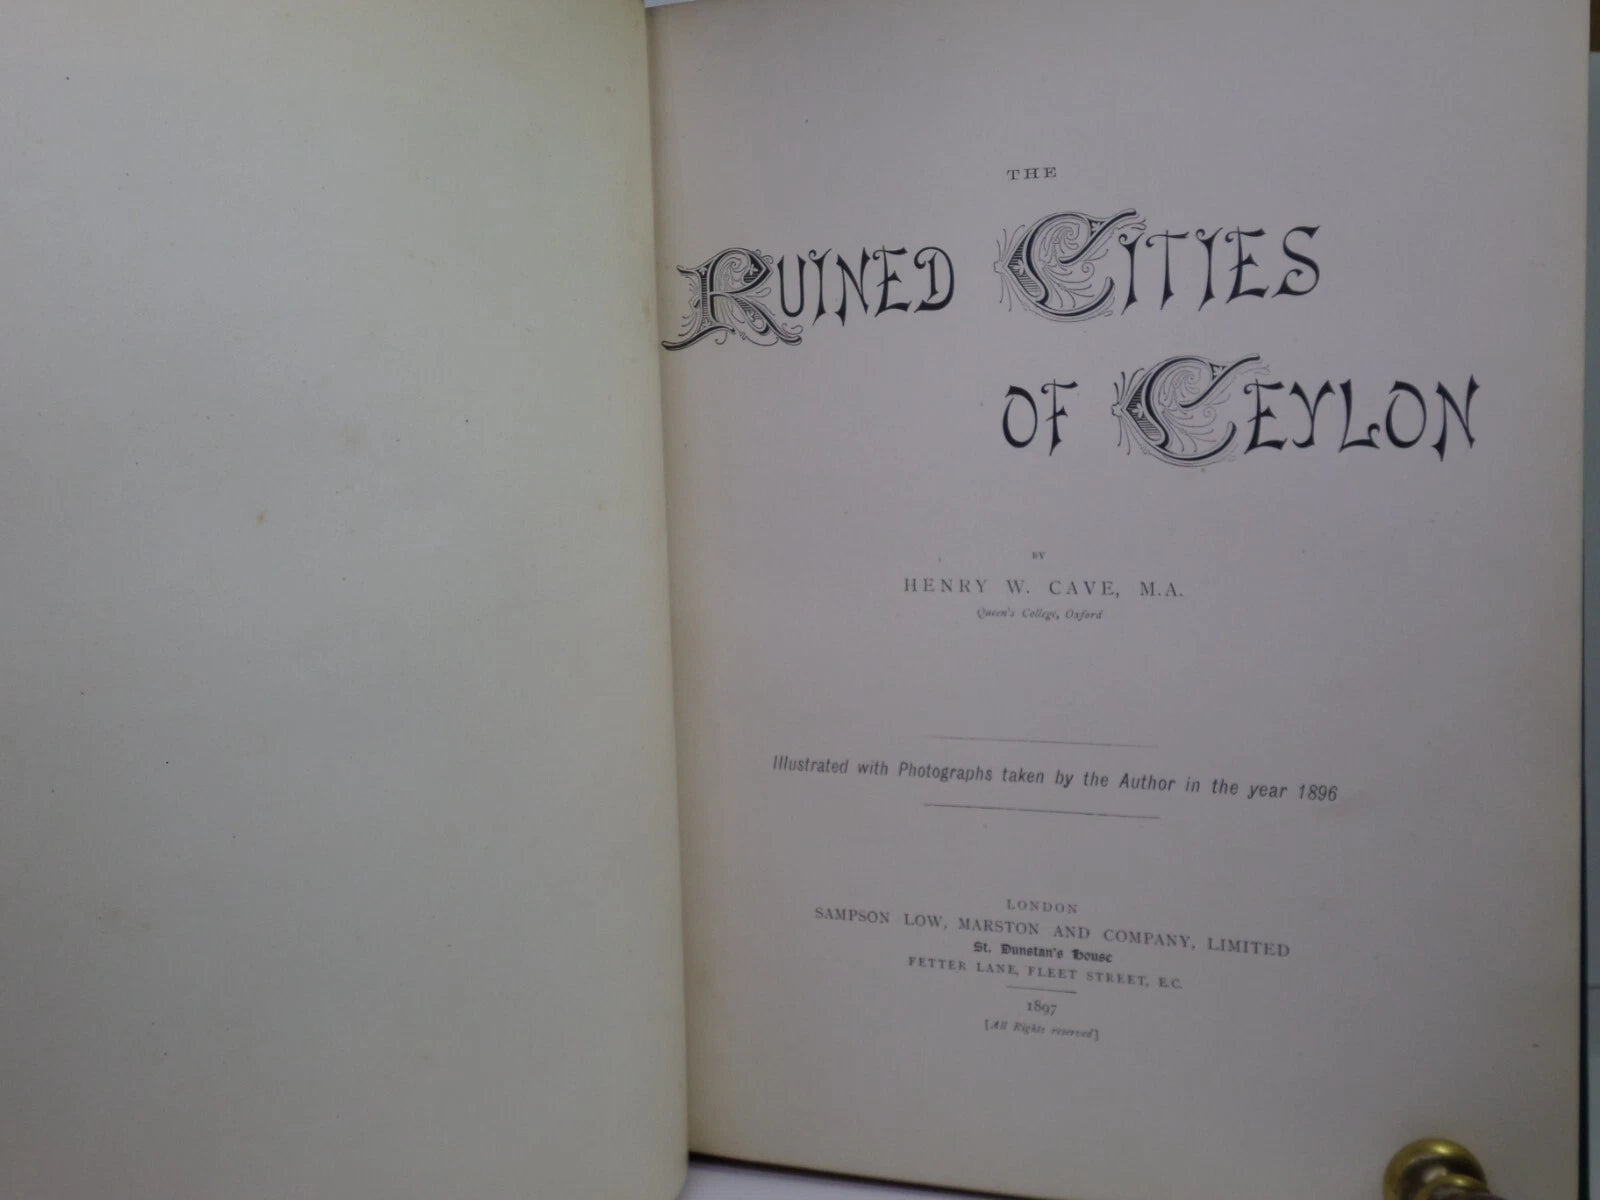 THE
RUINED CITIES
OF CEYLON
BY
HENRY W. CAVE, M.A.
Queen's College, Oxford
Illustrated with Photographs taken by the Author in the year 1896
LONDON
SAMPSON LOW, MARSTON AND COMPANY, LIMITED
St. Dunstan's House
FETTER LANE, FLEET STREET, E.C.
1897
[All Rights reserved]